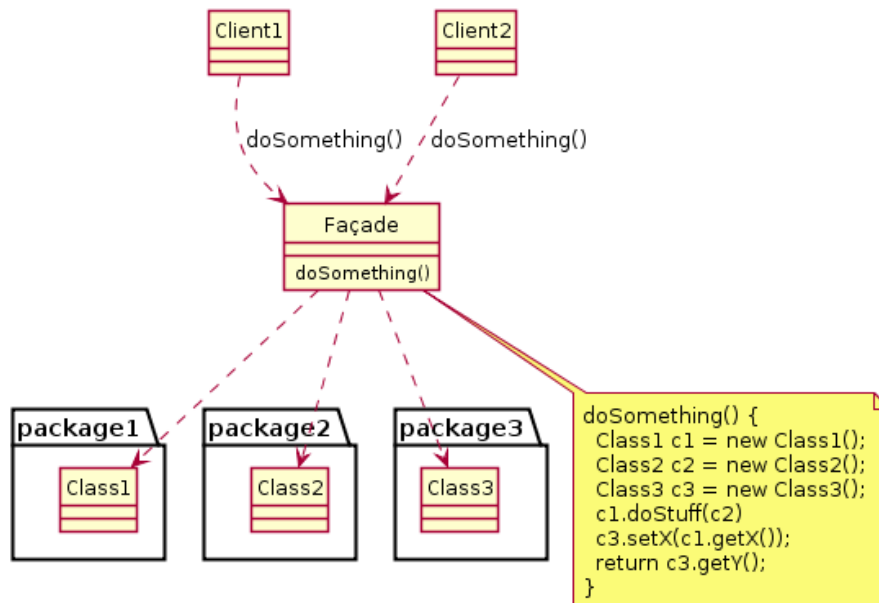 Client1
Client2
doSomething()
doSomething()
Façade
doSomething()
package1
package2
package3
Class1
Class2
Class3
doSomething() {
Class1 c1 = new Class1();
Class2 c2 = new Class2();
Class3 c3 = new Class3();
c1.doStuff(c2)
c3.setX(c1.getX());
return c3.getY();
}